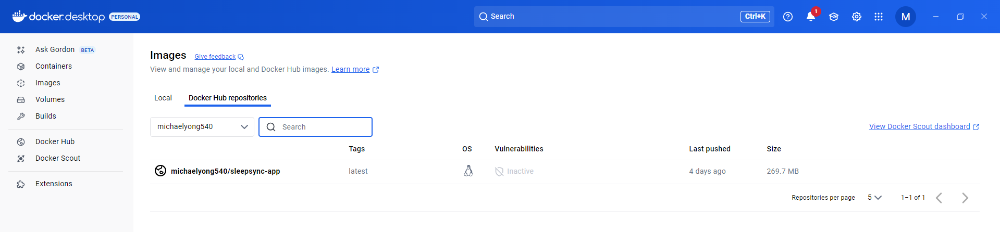 docker.desktop PERSONAL
Search Ctrl+K 1 M
Ask Gordon BETA
Containers
Images
Volumes
Builds
Docker Hub
Docker Scout
Extensions
Images Give feedback
View and manage your local and Docker Hub images. Learn more
Local Docker Hub repositories
michaelyong540 Search View Docker Scout dashboard
Tags OS Vulnerabilities Last pushed Size
michaelyong540/sleepsync-app latest Inactive 4 days ago 269.7 MB
Repositories per page 5 1–1 of 1